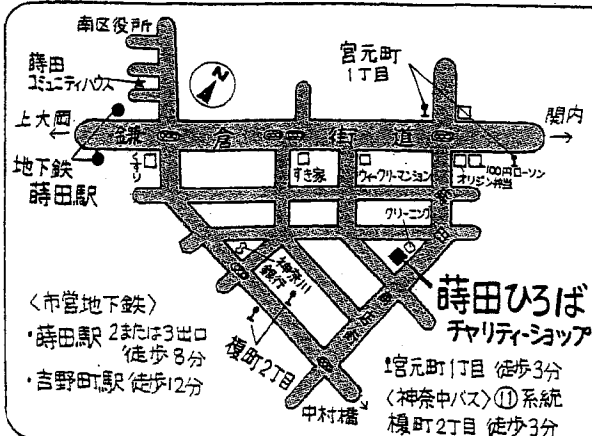 南区役所
蒔田
コミュニティハウス
N
宮元町
1丁目
上大岡
関内
鎌倉街道
地下鉄
蒔田駅
くすり
すき家
ウィークリーマンション
オリジン弁当
100円ローソン
クリーニング
神奈川
銀行
榎町2丁目
中村橋
蒔田ひろば
チャリティーショップ
〈市営地下鉄〉
・蒔田駅 2または3出口
徒歩8分
・吉野町駅 徒歩12分
宮元町1丁目 徒歩3分
〈神奈中バス〉⑪系統
榎町2丁目 徒歩3分